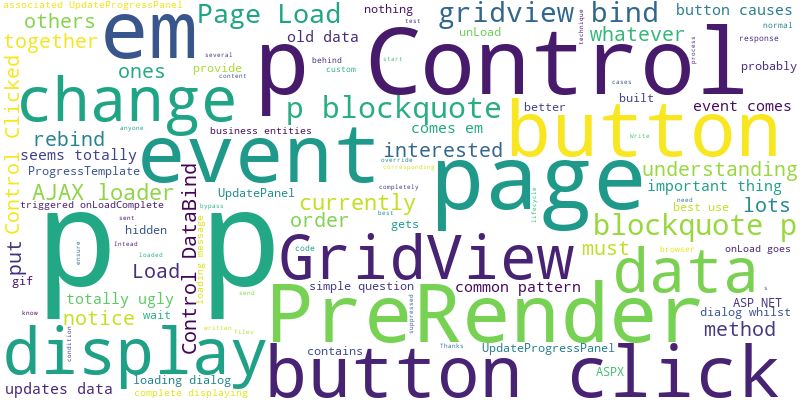 associated UpdateProgressPanel
others
em
Page Load
nothing
test
gridview bind
button causes
together
old data
unLoad
whatever
technique
normal
response
several
behind
start
p Control
process
probably
ones
provide
content
custom
cases
Control Clicked
change
p blockquote
better
built
event comes
rebind
anyone
business entities
comes em
button
Write
seems totally
event
interested
ProgressTemplate
override
corresponding
page
understanding
AJAX loader
UpdatePanel
completely
important thing
triggered onLoadComplete
bypass
currently
best
lifecycle
need
best use
lots
p p
sent
hidden
order
gets
blockquote p
put
Control DataBind
loading message
ensure
Intead
loaded
code
GridView
must
browser
onLoad goes
gif
Load
simple question
common pattern
data
s
totally ugly
send
PreRender
ASP NET
know
notice
wait
suppressed
dialog whilst
method
display
condition
erition
files
contains
Thanks
UpdateProgressPanel
updates data
loading dialog
complete displaying
button click
ASPX